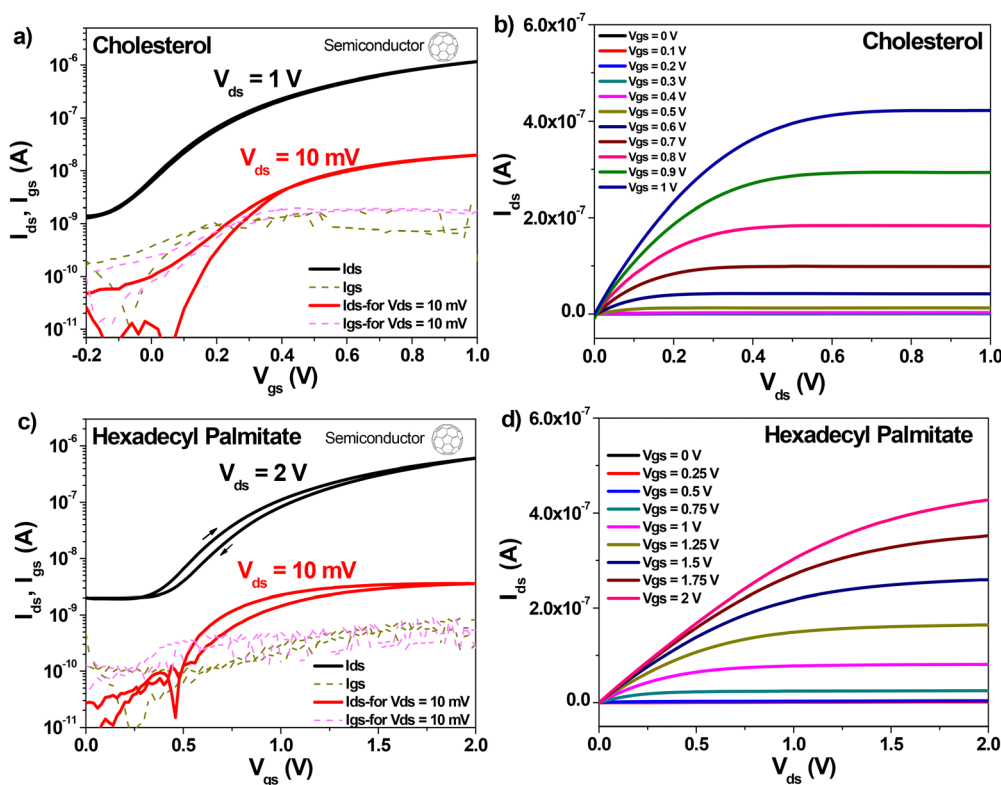 a)
Cholesterol
Semiconductor
Vds = 1 V
Vds = 10 mV
Ids
Igs
Ids-for Vds = 10 mV
Igs-for Vds = 10 mV
10-6
10-7
10-8
10-9
10-10
10-11
Ids, Igs (A)
-0.2 0.0 0.2 0.4 0.6 0.8 1.0
Vgs (V)
b)
Cholesterol
Vgs = 0 V
Vgs = 0.1 V
Vgs = 0.2 V
Vgs = 0.3 V
Vgs = 0.4 V
Vgs = 0.5 V
Vgs = 0.6 V
Vgs = 0.7 V
Vgs = 0.8 V
Vgs = 0.9 V
Vgs = 1 V
6.0x10-7
4.0x10-7
2.0x10-7
0.0
Ids (A)
0.0 0.2 0.4 0.6 0.8 1.0
Vds (V)
c)
Hexadecyl Palmitate
Semiconductor
Vds = 2 V
Vds = 10 mV
Ids
Igs
Ids-for Vds = 10 mV
Igs-for Vds = 10 mV
10-6
10-7
10-8
10-9
10-10
10-11
Ids, Igs (A)
0.0 0.5 1.0 1.5 2.0
Vgs (V)
d)
Hexadecyl Palmitate
Vgs = 0 V
Vgs = 0.25 V
Vgs = 0.5 V
Vgs = 0.75 V
Vgs = 1 V
Vgs = 1.25 V
Vgs = 1.5 V
Vgs = 1.75 V
Vgs = 2 V
6.0x10-7
4.0x10-7
2.0x10-7
0.0
Ids (A)
0.0 0.5 1.0 1.5 2.0
Vds (V)